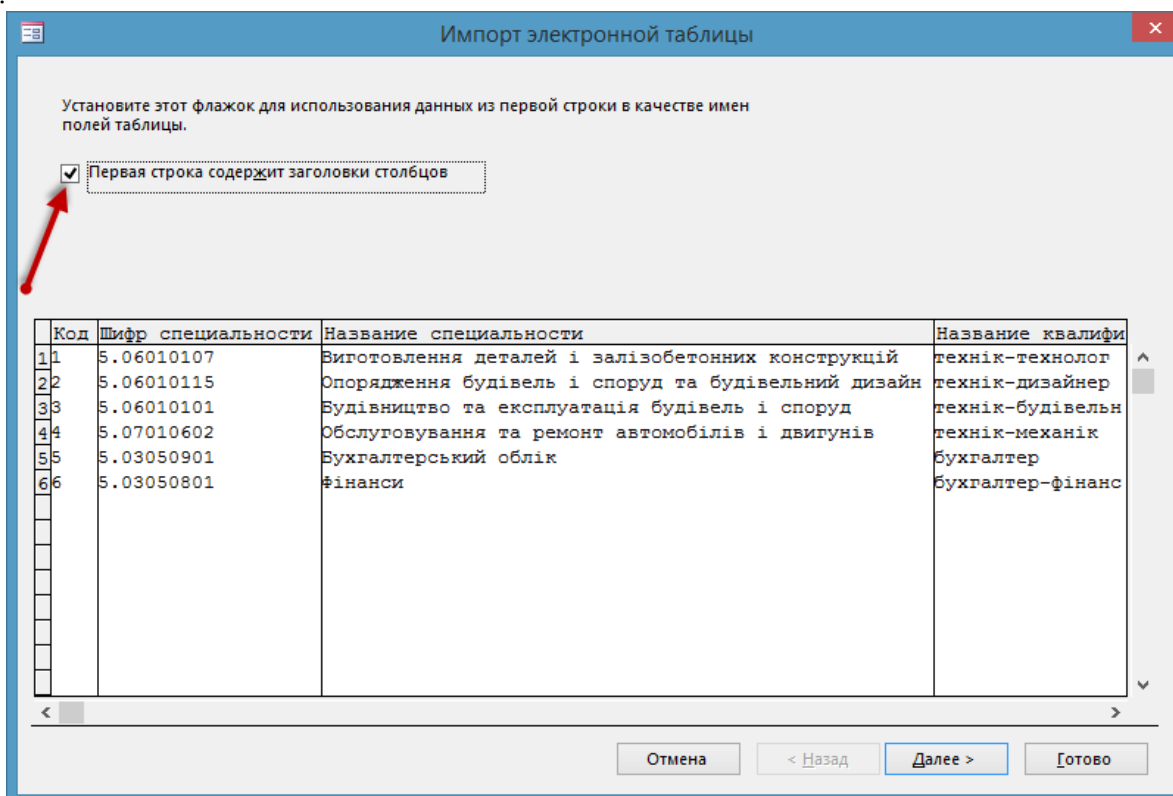 Импорт электронной таблицы
Установите этот флажок для использования данных из первой строки в качестве имен
полей таблицы.
Первая строка содержит заголовки столбцов
Код Шифр специальности Название специальности Название квалифи
1 1 5.06010107 Виготовлення деталей і залізобетонних конструкцій технік-технолог
2 2 5.06010115 Опорядження будівель і споруд та будівельний дизайн технік-дизайнер
3 3 5.06010101 Будівництво та експлуатація будівель і споруд технік-будівельн
4 4 5.07010602 Обслуговування та ремонт автомобілів і двигунів технік-механік
5 5 5.03050901 Бухгалтерський облік бухгалтер
6 6 5.03050801 Фінанси бухгалтер-фінанс
Отмена < Назад Далее > Готово